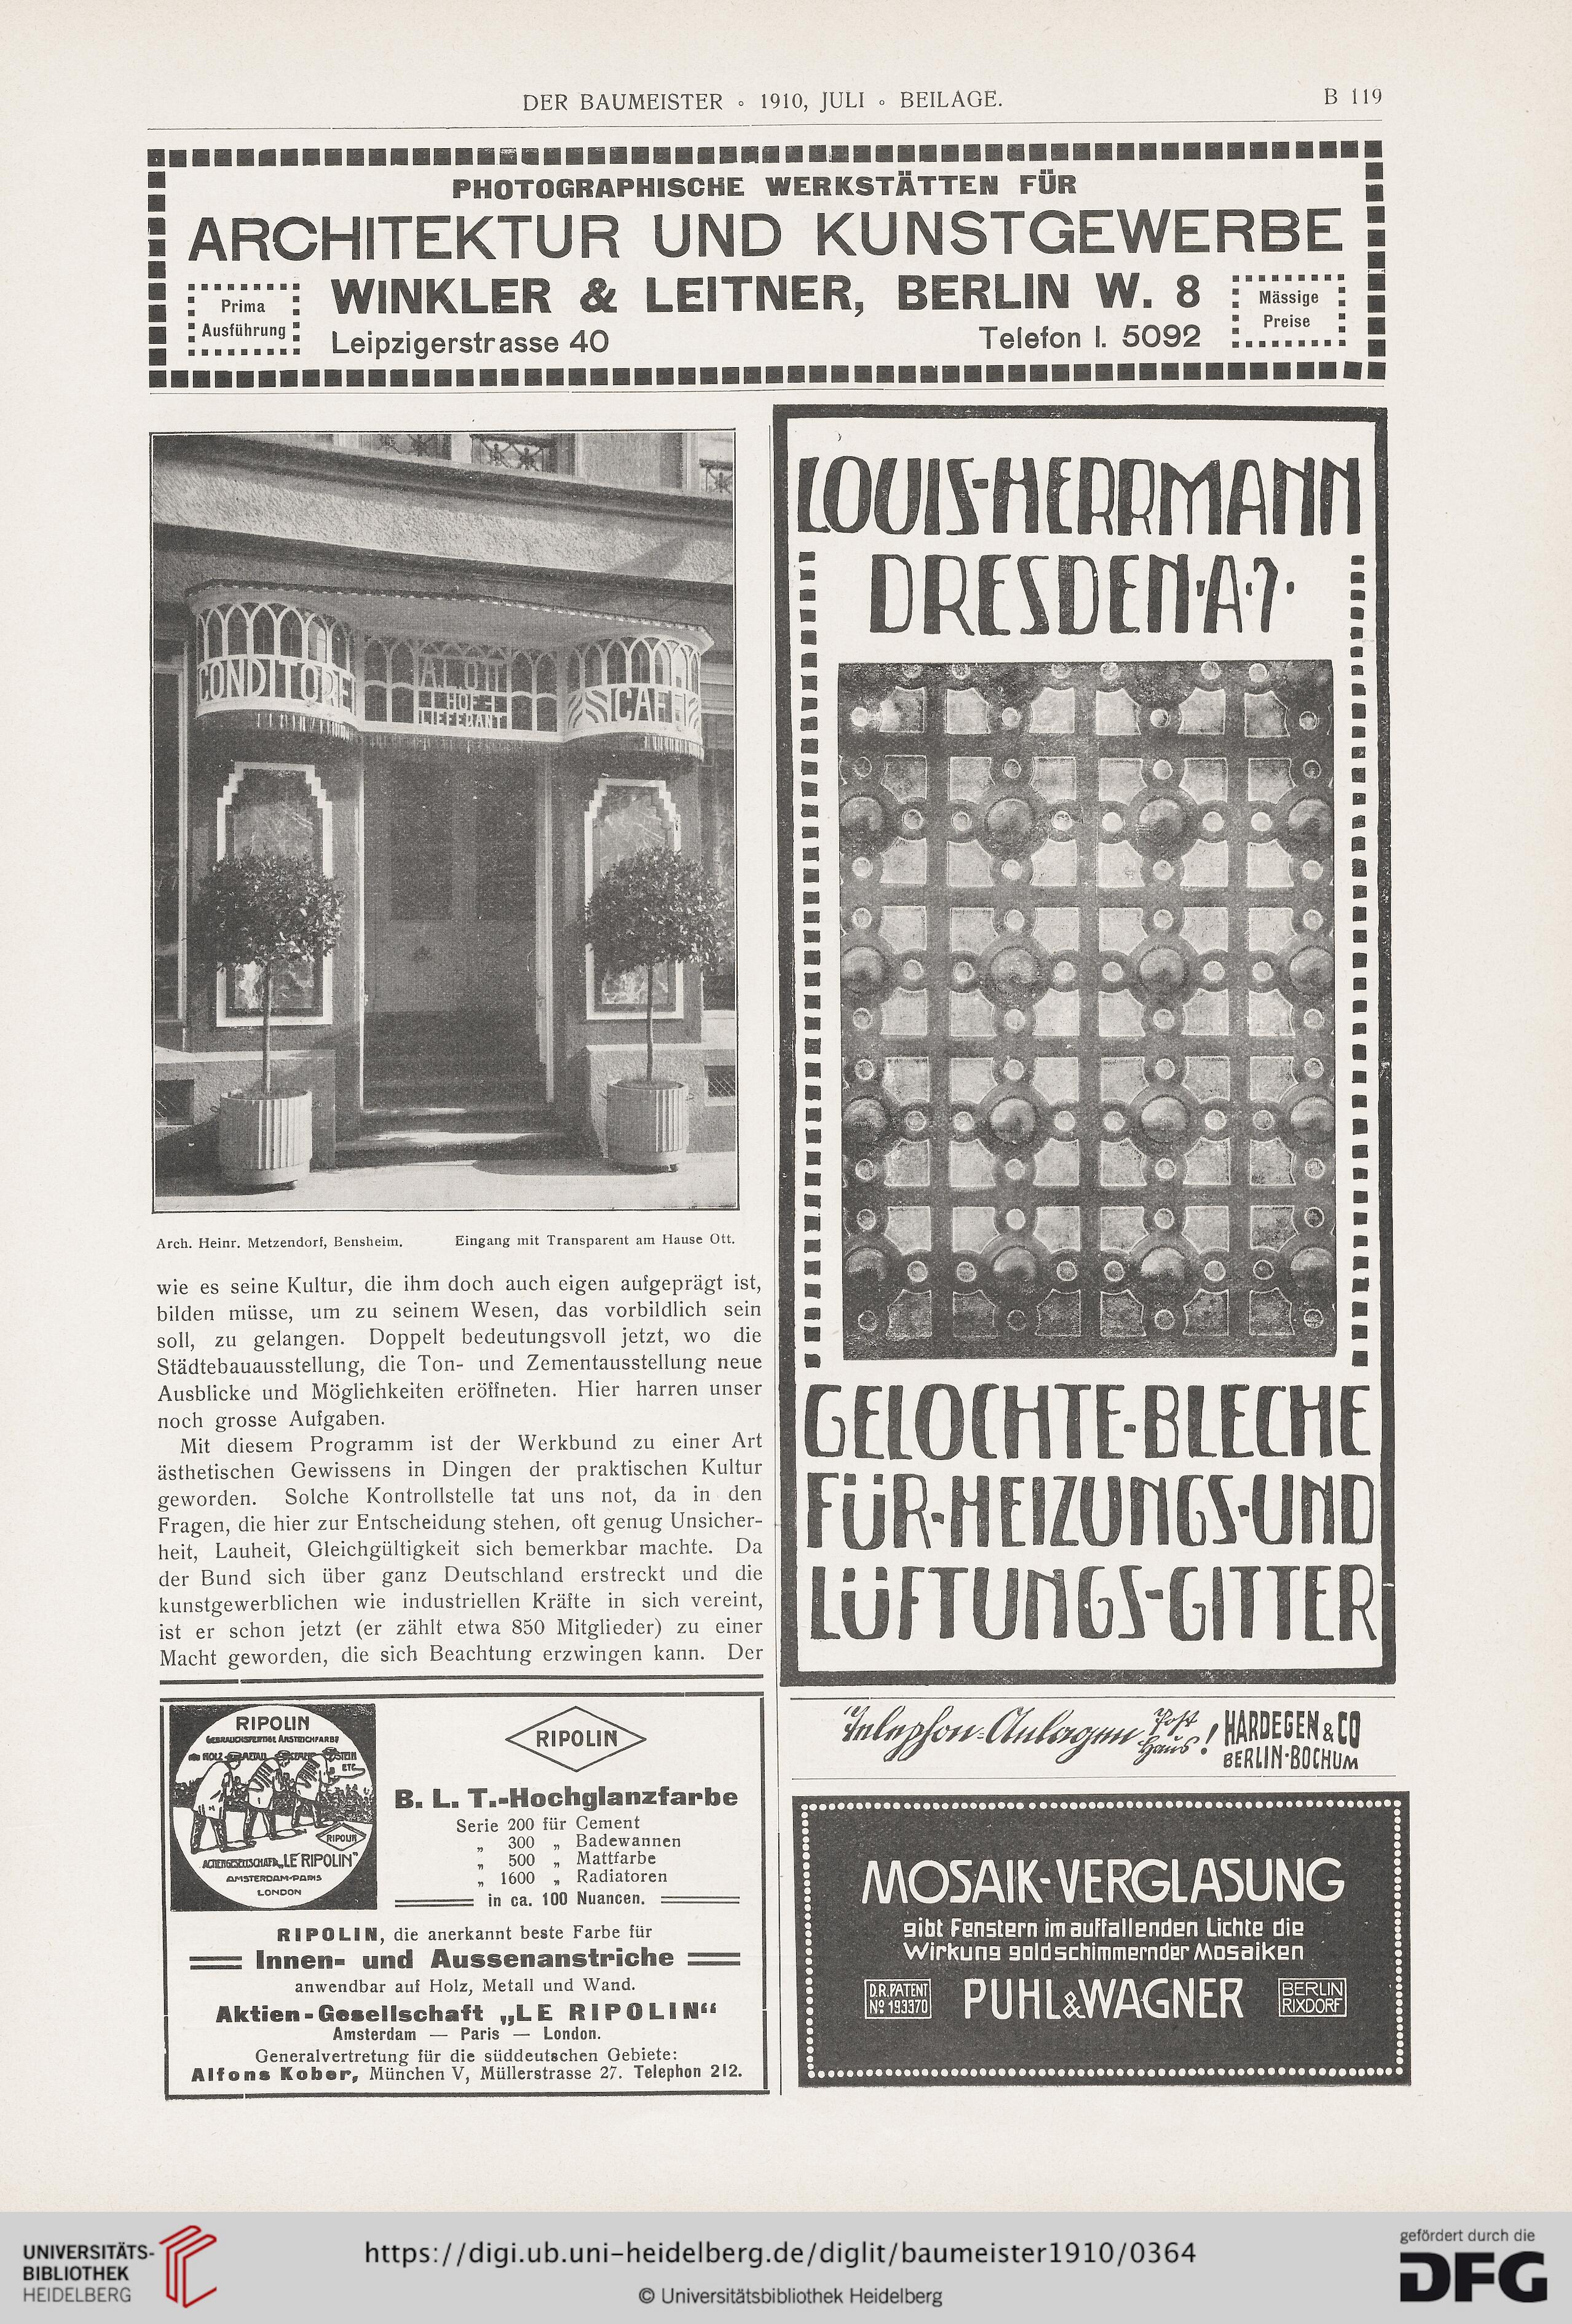 DER BAUMEISTER ◦ 1910, JULI ◦ BEILAGE.
B 119
PHOTOGRAPHISCHE WERKSTÄTTEN FÜR
ARCHITEKTUR UND KUNSTGEWERBE
WINKLER & LEITNER, BERLIN W. 8
Prima
Ausführung
Leipzigerstrasse 40
Telefon I. 5092
Mässige
Preise
CONDITOREI
A. OTT
HOF-
LIEFERANT
CAFE
Arch. Heinr. Metzendorf, Bensheim. Eingang mit Transparent am Hause Ott.
wie es seine Kultur, die ihm doch auch eigen aufgeprägt ist,
bilden müsse, um zu seinem Wesen, das vorbildlich sein
soll, zu gelangen. Doppelt bedeutungsvoll jetzt, wo die
Städtebauausstellung, die Ton- und Zementausstellung neue
Ausblicke und Möglichkeiten eröffneten. Hier harren unser
noch grosse Aufgaben.
Mit diesem Programm ist der Werkbund zu einer Art
ästhetischen Gewissens in Dingen der praktischen Kultur
geworden. Solche Kontrollstelle tat uns not, da in den
Fragen, die hier zur Entscheidung stehen, oft genug Unsicher-
heit, Lauheit, Gleichgültigkeit sich bemerkbar machte. Da
der Bund sich über ganz Deutschland erstreckt und die
kunstgewerblichen wie industriellen Kräfte in sich vereint,
ist er schon jetzt (er zählt etwa 850 Mitglieder) zu einer
Macht geworden, die sich Beachtung erzwingen kann. Der
RIPOLIN
GEBRAUCHSFERTIGE ANSTRICHFARBE
HOLZ METALL STEIN
ETC.
RIPOLIN
ACTIENGESELLSCHAFT „LE RIPOLIN"
AMSTERDAM-PARIS
LONDON
RIPOLIN
B. L. T.-Hochglanzfarbe
Serie 200 für Cement
„ 300 „ Badewannen
„ 500 „ Mattfarbe
„ 1600 „ Radiatoren
in ca. 100 Nuancen.
RIPOLIN, die anerkannt beste Farbe für
Innen- und Aussenanstriche
anwendbar auf Holz, Metall und Wand.
Aktien-Gesellschaft „LE RIPOLIN“
Amsterdam — Paris — London.
Generalvertretung für die süddeutschen Gebiete:
Alfons Kober, München V, Müllerstrasse 27. Telephon 212.
LOUIS-HERRMANN
DRESDEN·A·7·
GELOCHTE-BLECHE
FÜR-HEIZUNGS-UND
LÜFTUNGS-GITTER
Telephon-Anlagen Post Haus! HARDEGEN & CO
BERLIN·BOCHUM
MOSAIK-VERGLASUNG
gibt Fenstern im auffallenden Lichte die
Wirkung goldschimmernder Mosaiken
D.R.PATENT
Nº 193370
PUHL & WAGNER
BERLIN
RIXDORF
UNIVERSITÄTS-
BIBLIOTHEK
HEIDELBERG
https://digi.ub.uni-heidelberg.de/diglit/baumeister1910/0364
© Universitätsbibliothek Heidelberg
gefördert durch die
DFG